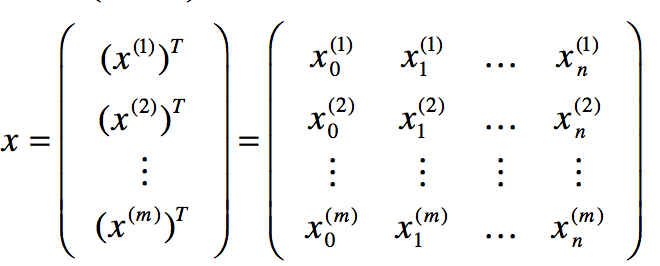 x = ( (x^{(1)})^T ) = ( x_0^{(1)} x_1^{(1)} … x_n^{(1)} )
(x^{(2)})^T x_0^{(2)} x_1^{(2)} … x_n^{(2)}
⋮ ⋮ ⋮ ⋮ ⋮
(x^{(m)})^T x_0^{(m)} x_1^{(m)} … x_n^{(m)}